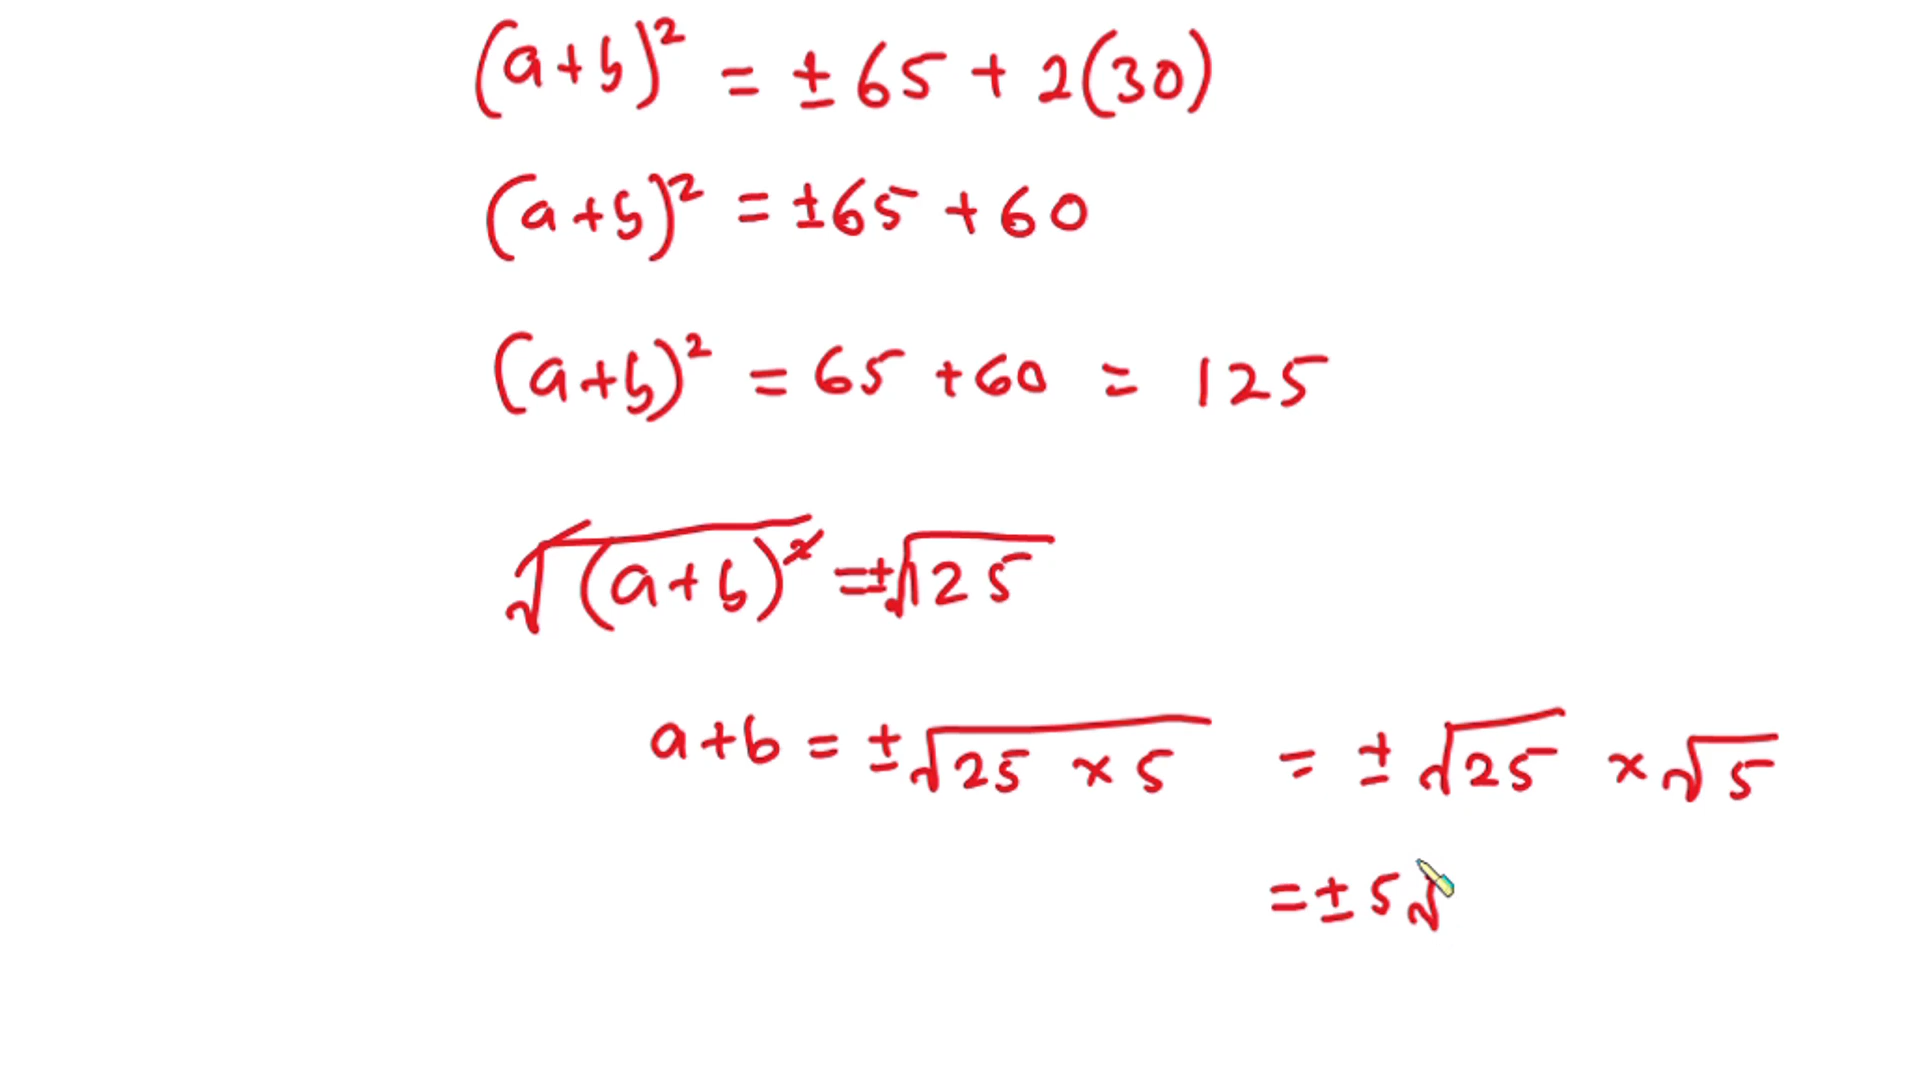 (a+b)² = ±65 + 2(30)
(a+b)² = ±65 + 60
(a+b)² = 65 + 60 = 125
√(a+b)² = ±√125
a+b = ±√25 × 5 = ±√25 × √5
= ±5√